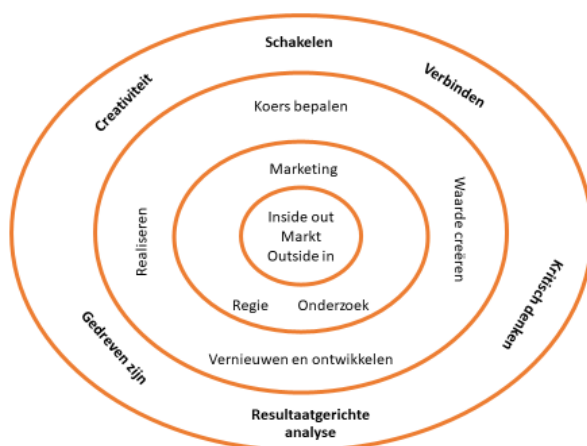 Schakelen
Creativiteit
Verbinden
Koers bepalen
Marketing
Realiseren
Inside out
Markt
Outside in
Waarde creëren
Regie
Onderzoek
Kritisch denken
Gedreven zijn
Vernieuwen en ontwikkelen
Resultaatgerichte
analyse